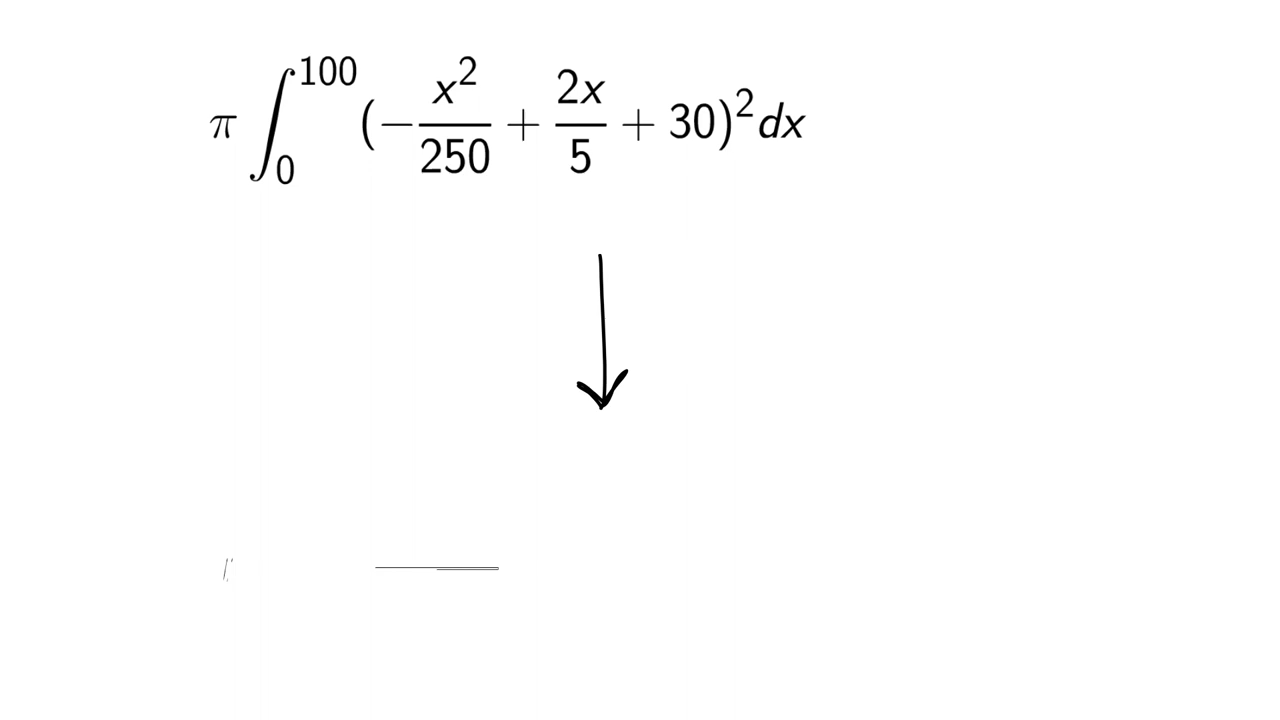 π ∫₀¹⁰⁰ (−x²/250 + 2x/5 + 30)² dx